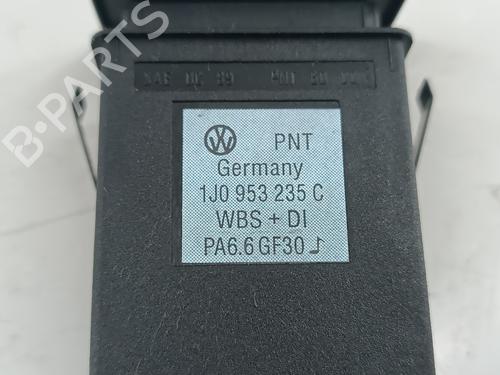 PNT
Germany
1J0 953 235 C
WBS + DI
PA6.6 GF30
B-PARTS